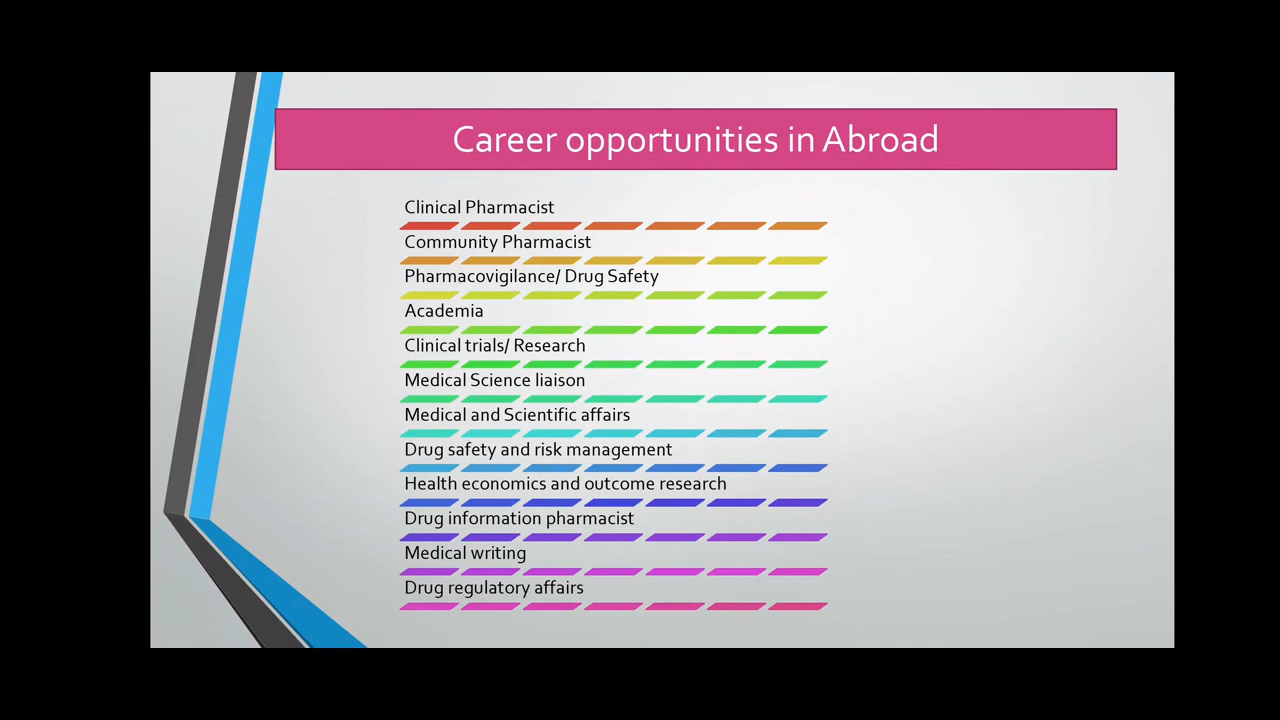 Career opportunities in Abroad
Clinical Pharmacist
Community Pharmacist
Pharmacovigilance/ Drug Safety
Academia
Clinical trials/ Research
Medical Science liaison
Medical and Scientific affairs
Drug safety and risk management
Health economics and outcome research
Drug information pharmacist
Medical writing
Drug regulatory affairs